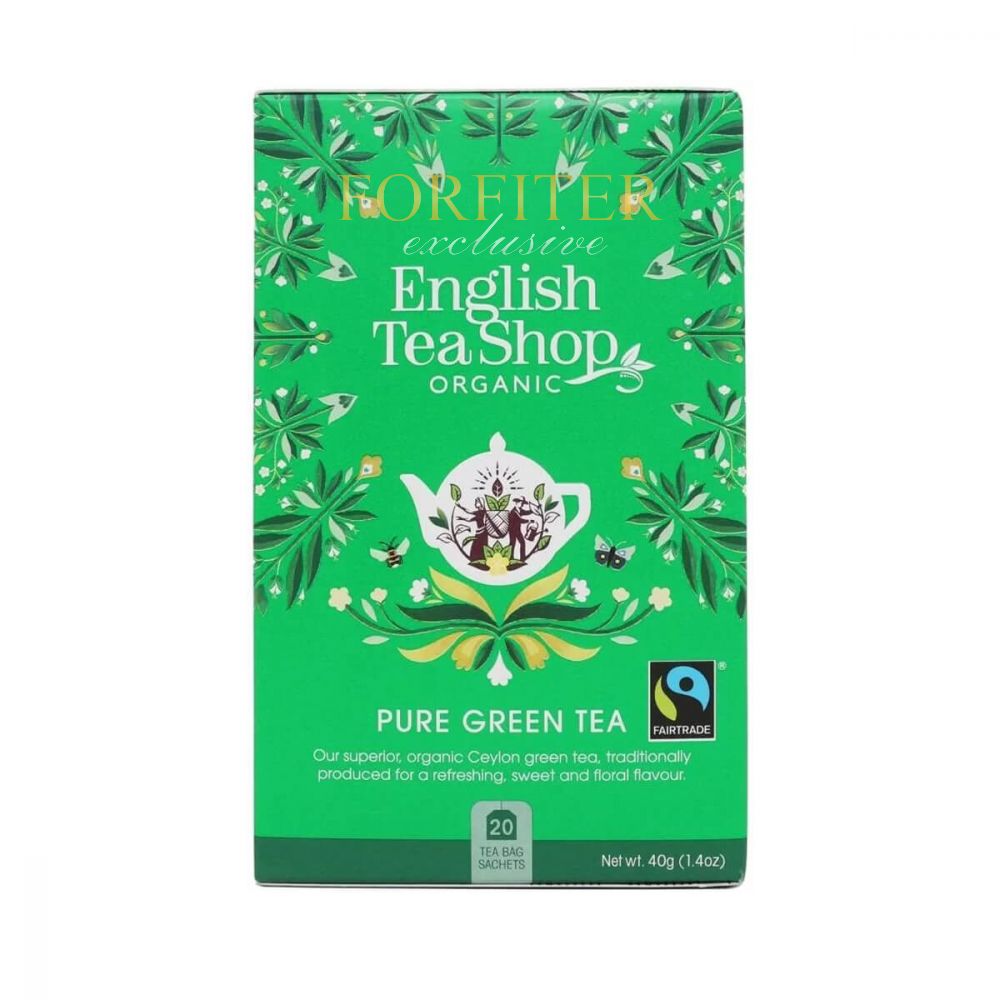 FORFITER
exclusive
English
Tea Shop
ORGANIC
PURE GREEN TEA
®
FAIRTRADE
Our superior, organic Ceylon green tea, traditionally
produced for a refreshing, sweet and floral flavour.
20
TEA BAG
SACHETS
Net wt. 40g (1.4oz)